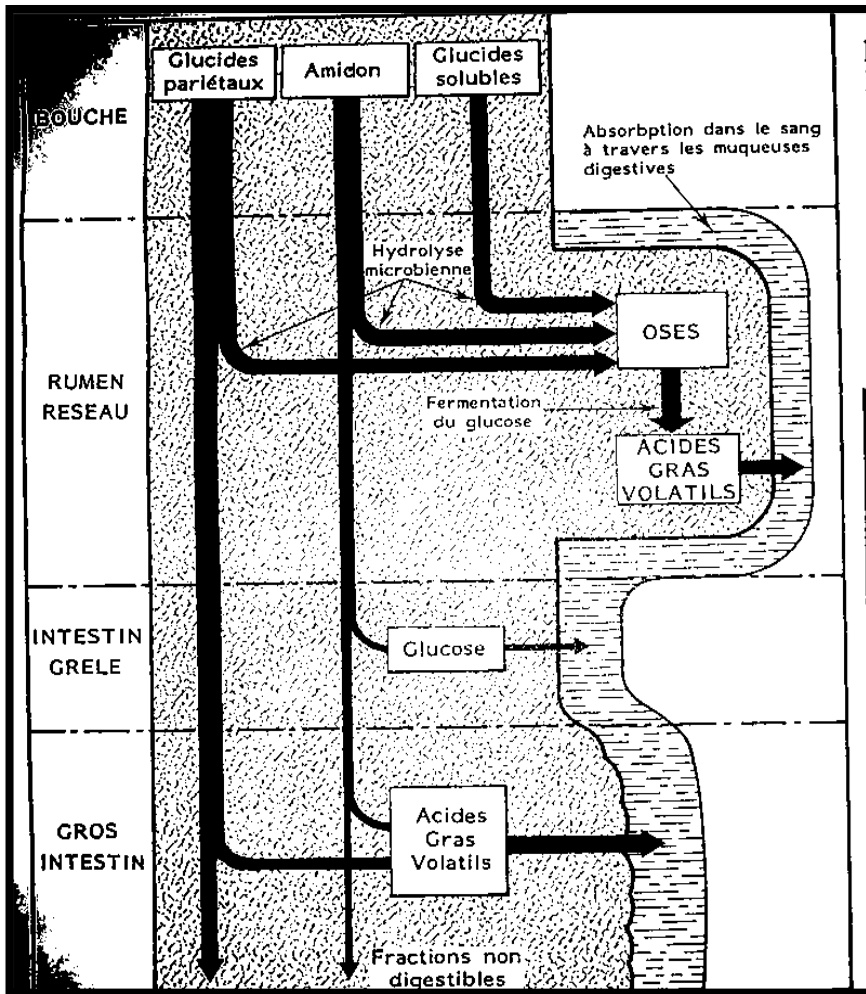 Glucides
pariétaux
Amidon
Glucides
solubles
BOUCHE
Absorbption dans le sang
à travers les muqueuses
digestives
Hydrolyse
microbienne
OSES
RUMEN
RESEAU
Fermentation
du glucose
ACIDES
GRAS
VOLATILS
INTESTIN
GRELE
Glucose
GROS
INTESTIN
Acides
Gras
Volatils
Fractions non
digestibles